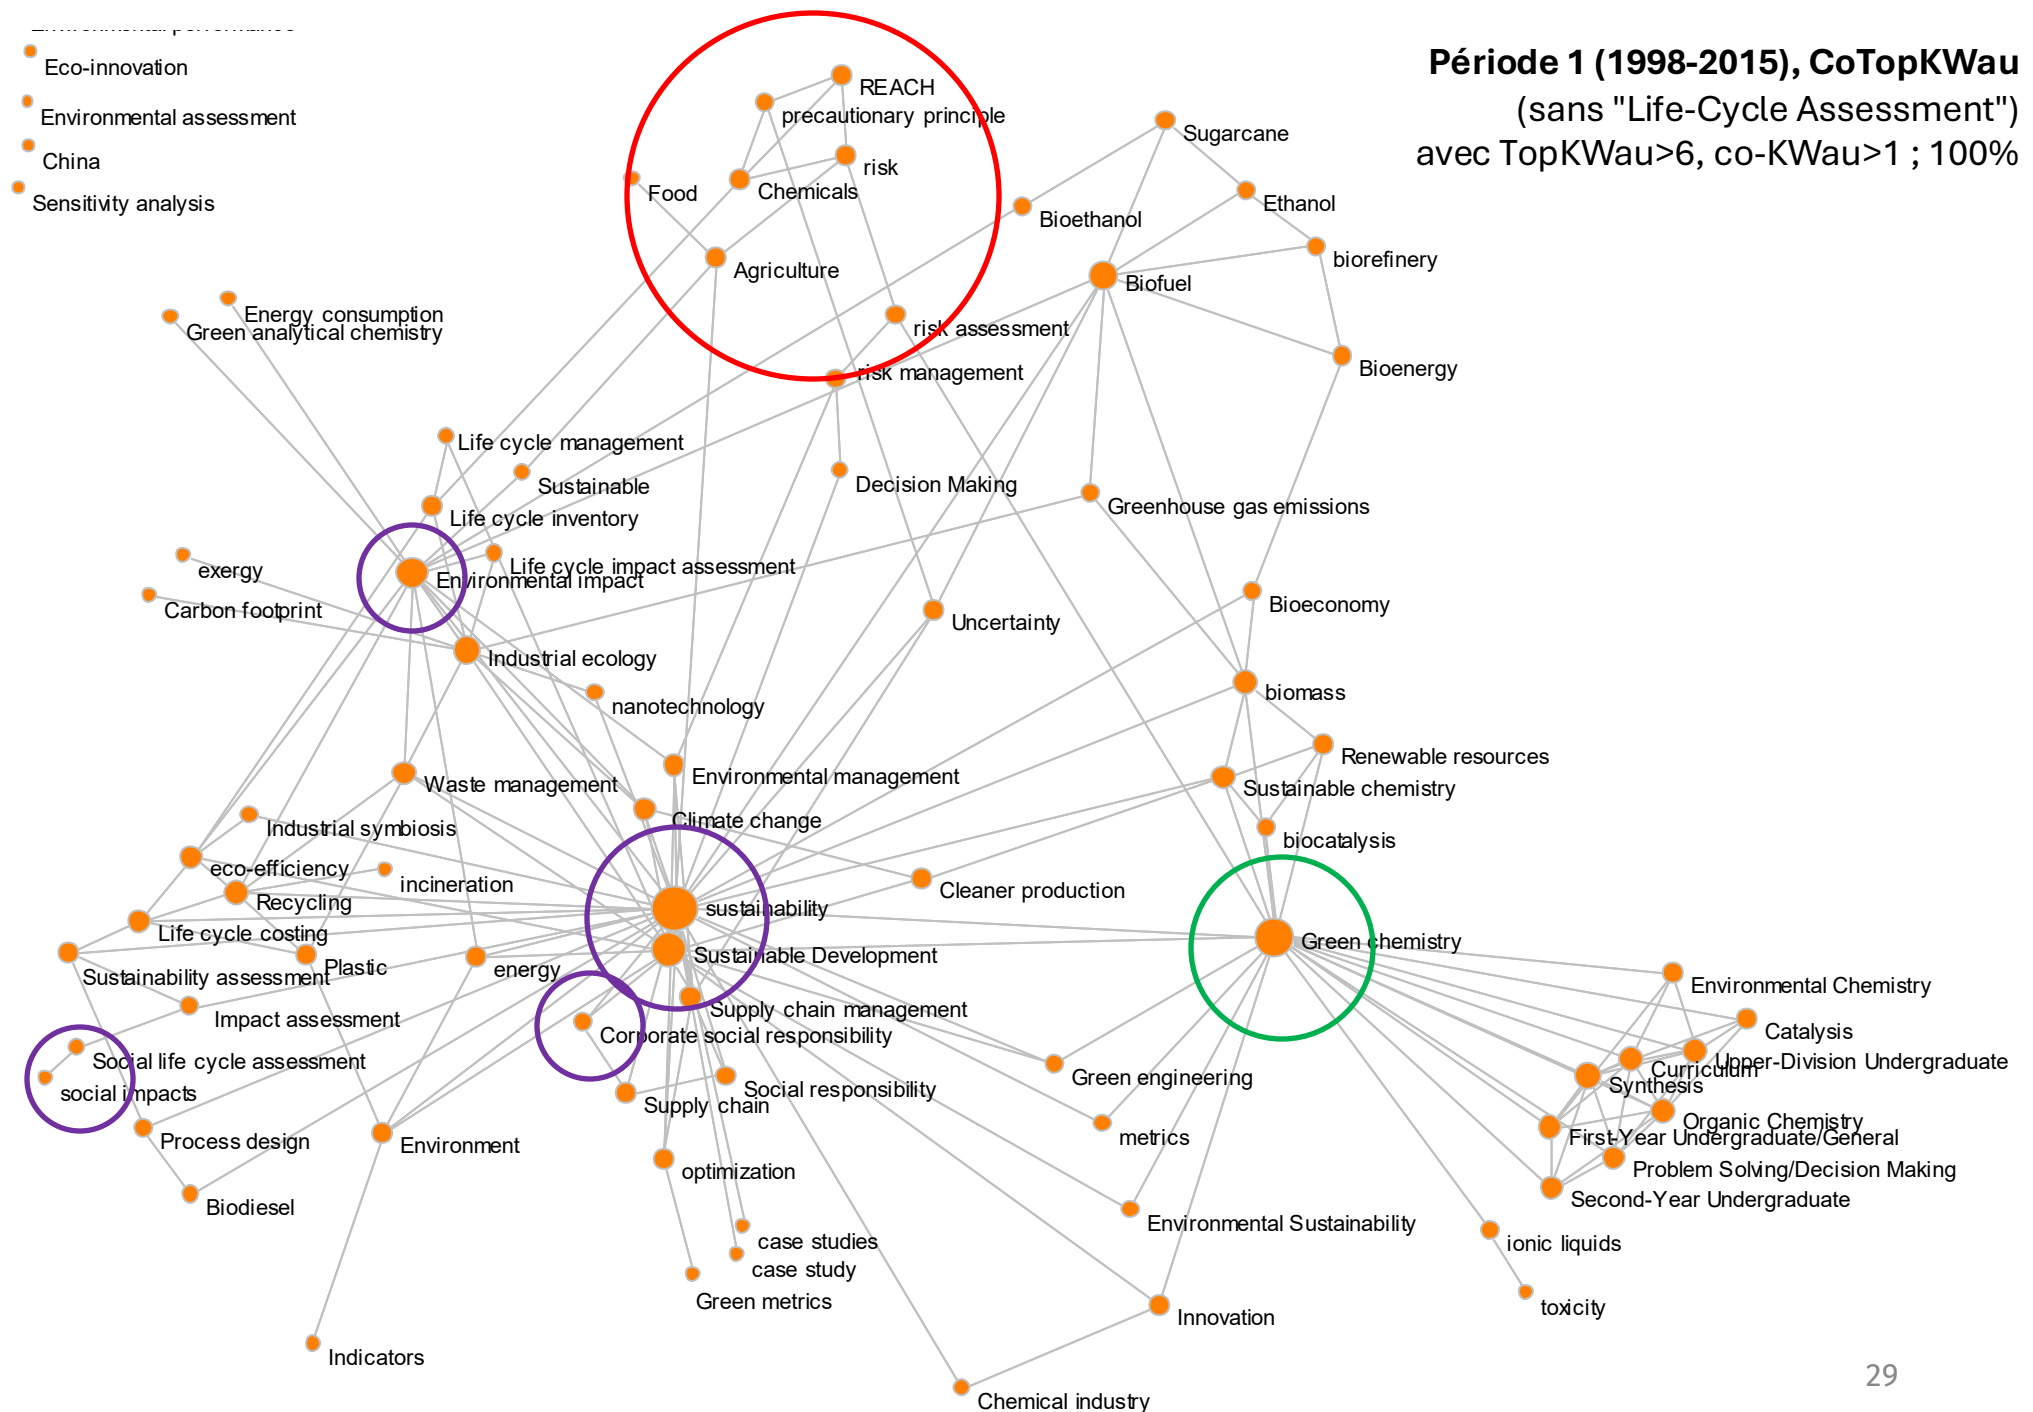 Eco-innovation
Environmental assessment
China
Sensitivity analysis
Période 1 (1998-2015), CoTopKWau
(sans "Life-Cycle Assessment")
avec TopKWau>6, co-KWau>1 ; 100%
REACH
precautionary principle
risk
Food
Chemicals
Agriculture
risk assessment
risk management
Sugarcane
Bioethanol
Ethanol
biorefinery
Biofuel
Bioenergy
Energy consumption
Green analytical chemistry
Life cycle management
Sustainable
Decision Making
Life cycle inventory
Greenhouse gas emissions
exergy
Life cycle impact assessment
Environmental impact
Carbon footprint
Bioeconomy
Uncertainty
Industrial ecology
biomass
nanotechnology
Renewable resources
Environmental management
Waste management
Sustainable chemistry
Climate change
Industrial symbiosis
biocatalysis
eco-efficiency
incineration
Cleaner production
Recycling
sustainability
Life cycle costing
Green chemistry
Sustainable Development
Plastic
energy
Sustainability assessment
Environmental Chemistry
Supply chain management
Impact assessment
Catalysis
Corporate social responsibility
Social life cycle assessment
Upper-Division Undergraduate
Curriculum
Green engineering
Synthesis
social impacts
Social responsibility
Supply chain
Organic Chemistry
metrics
First-Year Undergraduate/General
Process design
Environment
optimization
Problem Solving/Decision Making
Second-Year Undergraduate
Biodiesel
Environmental Sustainability
case studies
ionic liquids
case study
Green metrics
toxicity
Innovation
Indicators
Chemical industry
29